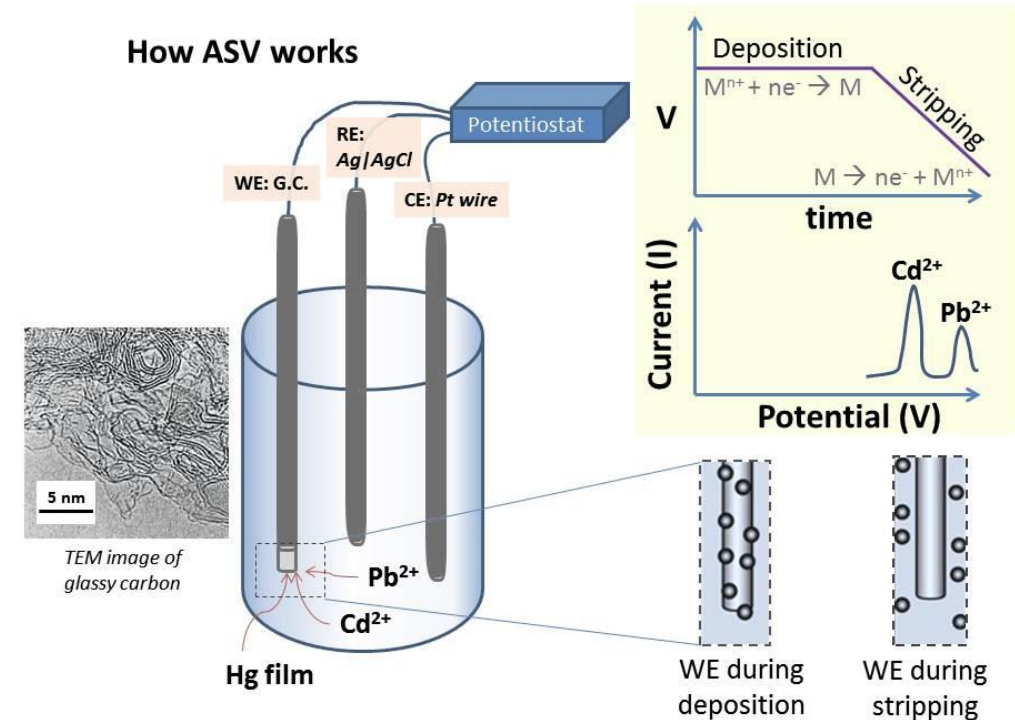 How ASV works
Potentiostat
RE:
Ag|AgCl
WE: G.C.
CE: Pt wire
5 nm
TEM image of
glassy carbon
Pb²⁺
Cd²⁺
Hg film
Deposition
Mⁿ⁺ + ne⁻ → M
Stripping
V
M → ne⁻ + Mⁿ⁺
time
Current (I)
Cd²⁺
Pb²⁺
Potential (V)
WE during
deposition
WE during
stripping